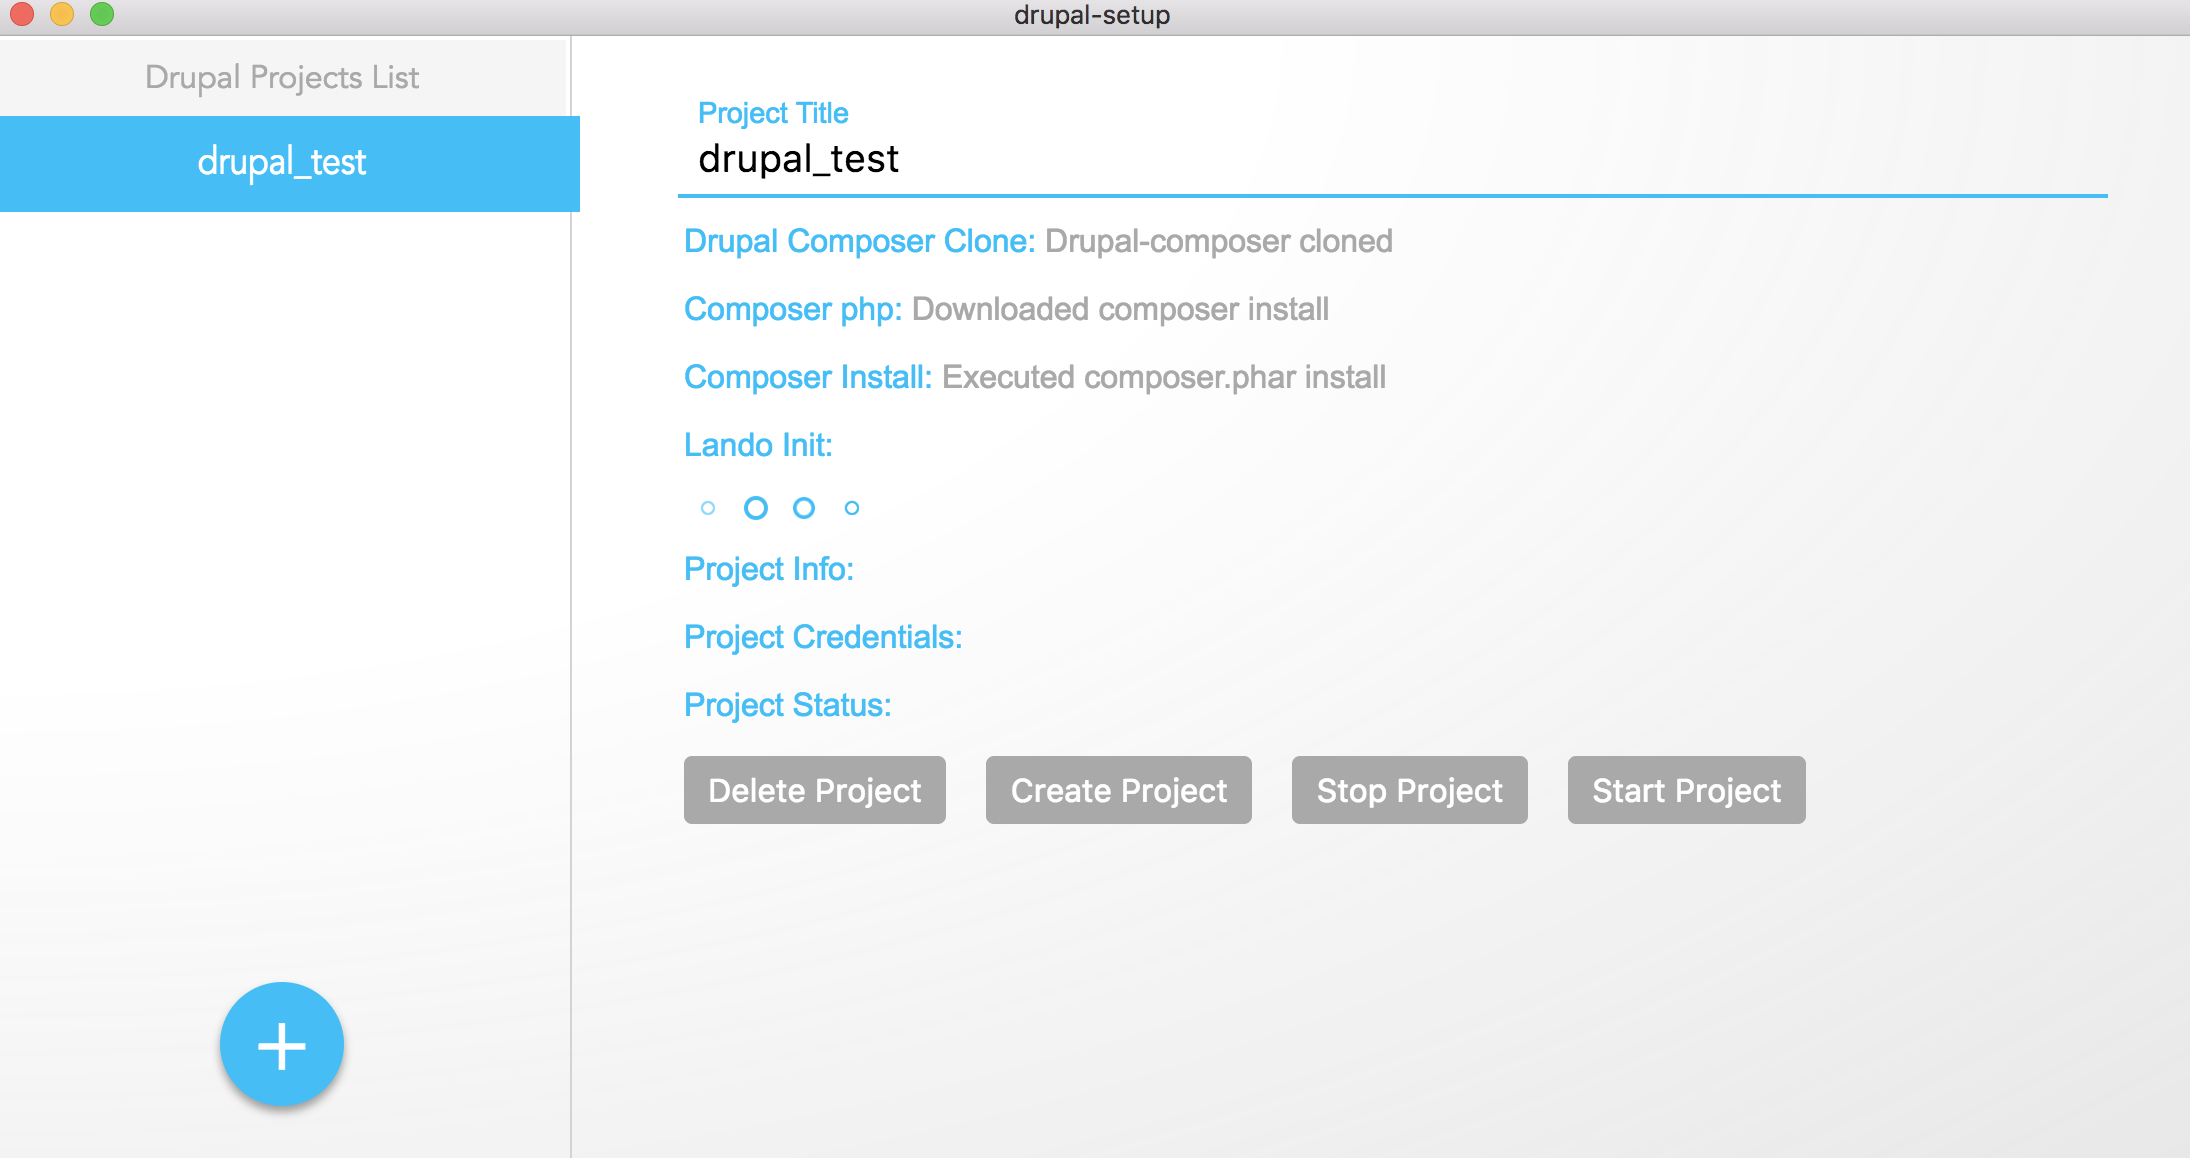 drupal-setup
Drupal Projects List
drupal_test
Project Title
drupal_test
Drupal Composer Clone: Drupal-composer cloned
Composer php: Downloaded composer install
Composer Install: Executed composer.phar install
Lando Init:
Project Info:
Project Credentials:
Project Status:
Delete Project Create Project Stop Project Start Project
+